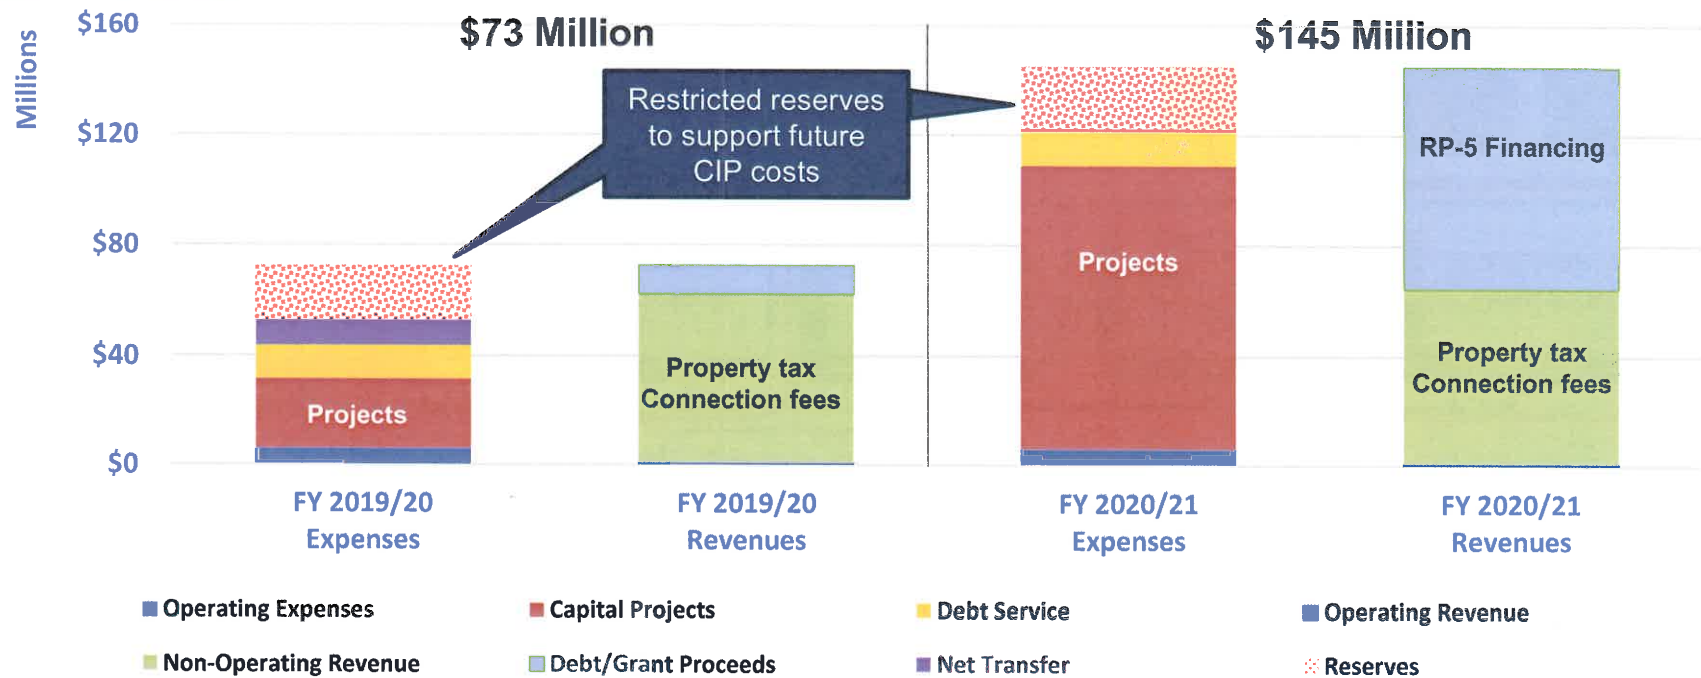 Millions
$160
$120
$80
$40
$0
$73 Million
$145 Million
Restricted reserves
to support future
CIP costs
Projects
Property tax
Connection fees
Projects
RP-5 Financing
Property tax
Connection fees
FY 2019/20
Expenses
FY 2019/20
Revenues
FY 2020/21
Expenses
FY 2020/21
Revenues
Operating Expenses
Capital Projects
Debt Service
Operating Revenue
Non-Operating Revenue
Debt/Grant Proceeds
Net Transfer
Reserves